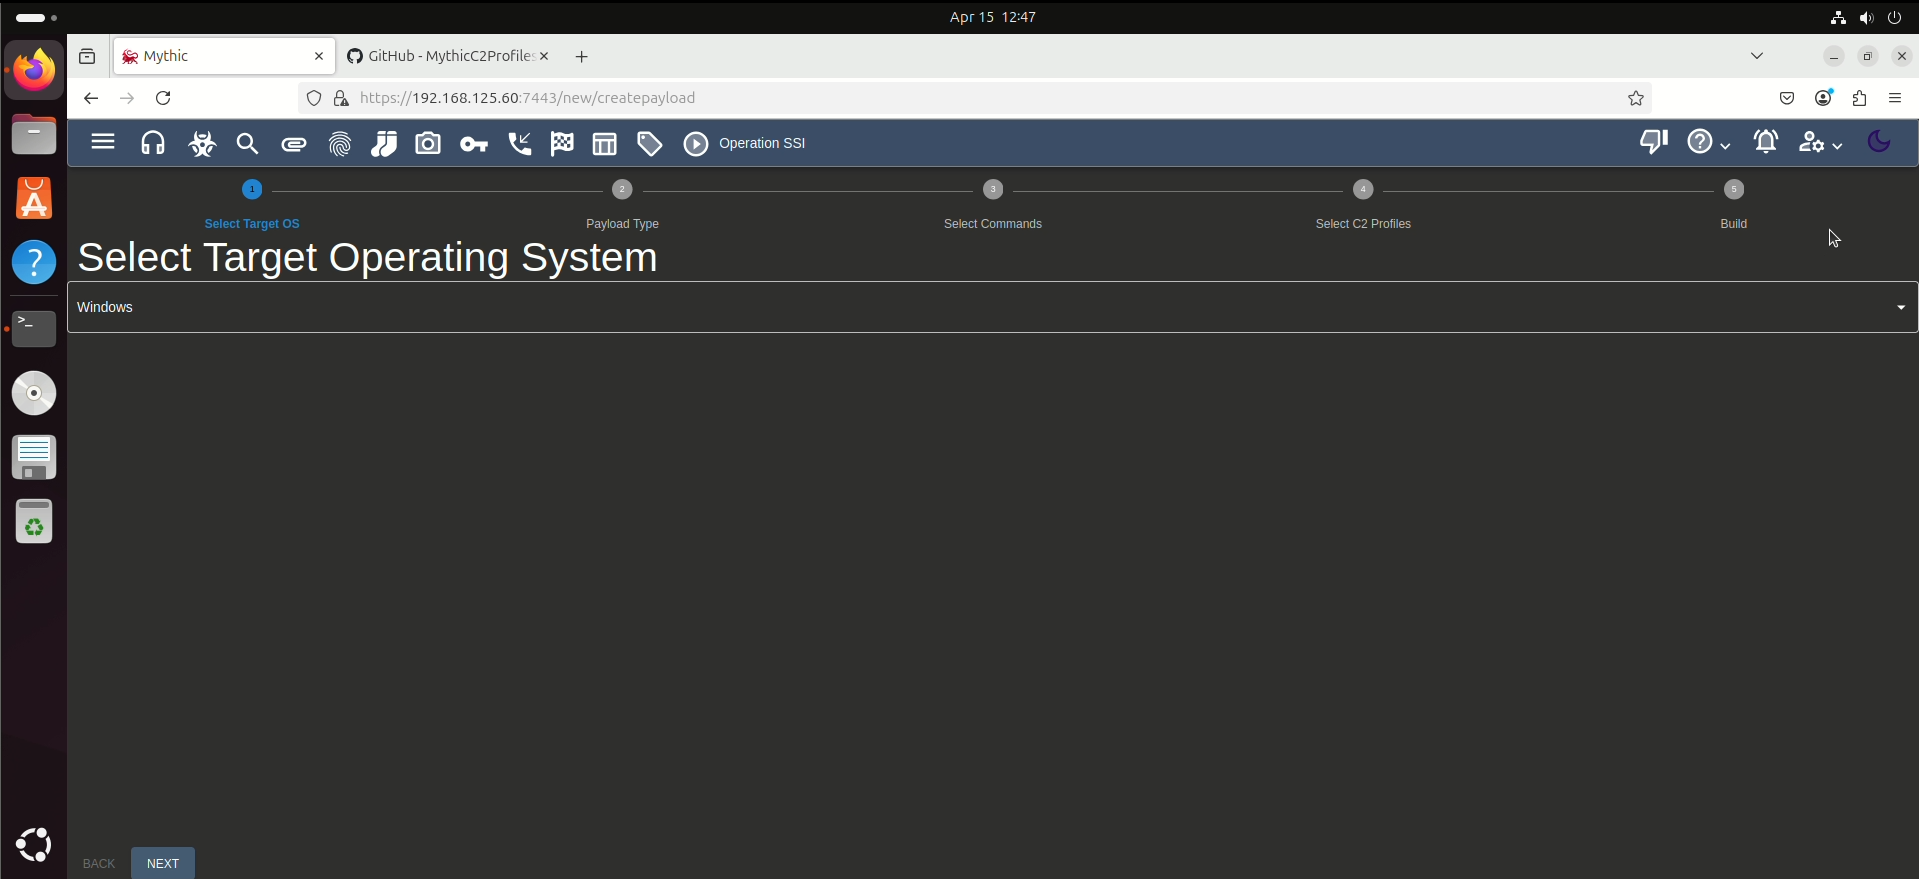 Apr 15 12:47
Mythic
GitHub - MythicC2Profiles
https://192.168.125.60:7443/new/createpayload
Operation SSI
1
2
3
4
5
Select Target OS
Payload Type
Select Commands
Select C2 Profiles
Build
Select Target Operating System
Windows
BACK
NEXT